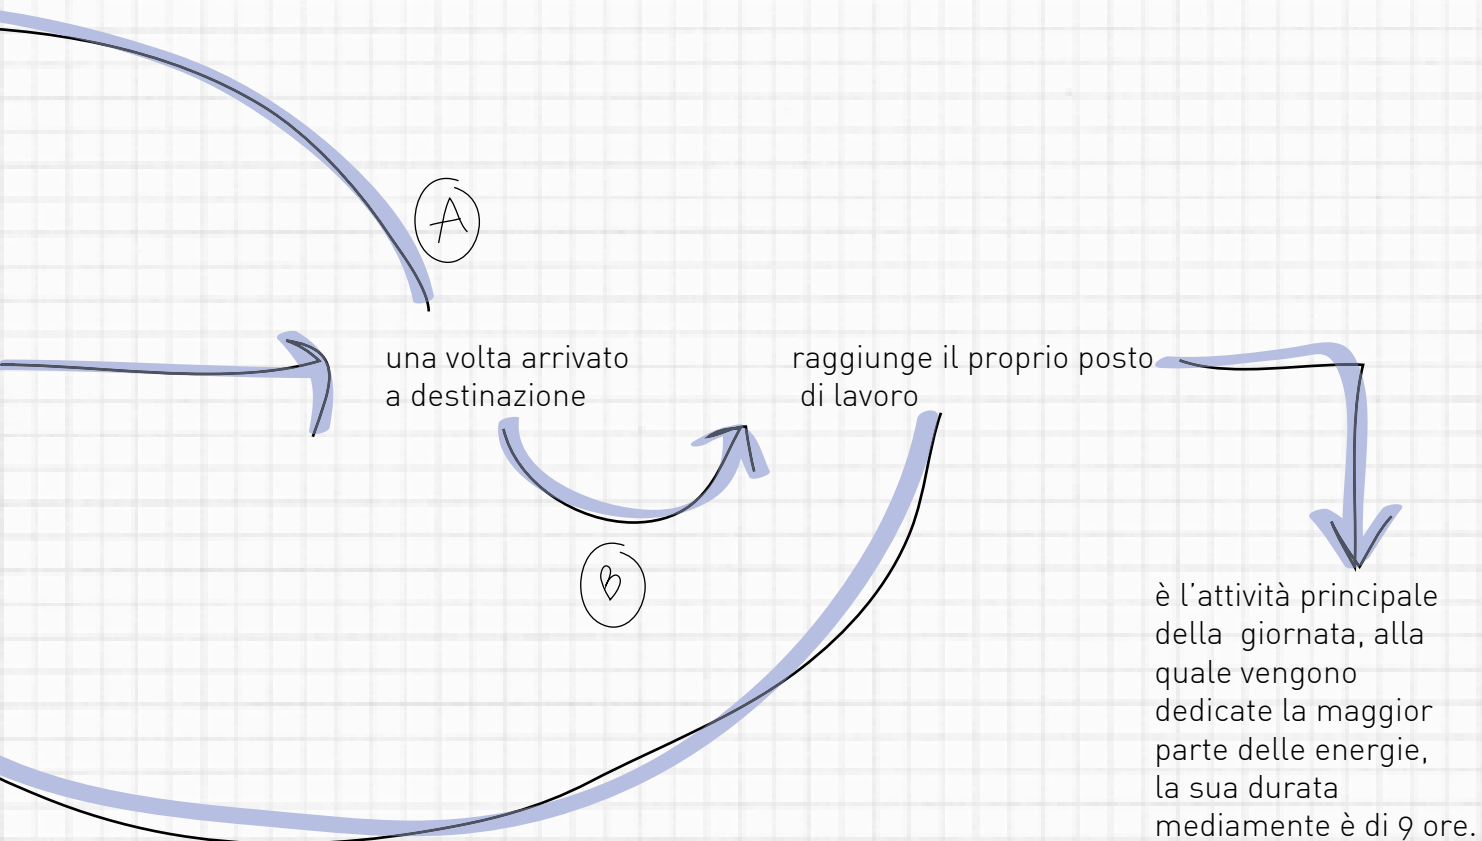 A
una volta arrivato
a destinazione
raggiunge il proprio posto
di lavoro
B
è l'attività principale
della giornata, alla
quale vengono
dedicate la maggior
parte delle energie,
la sua durata
mediamente è di 9 ore.